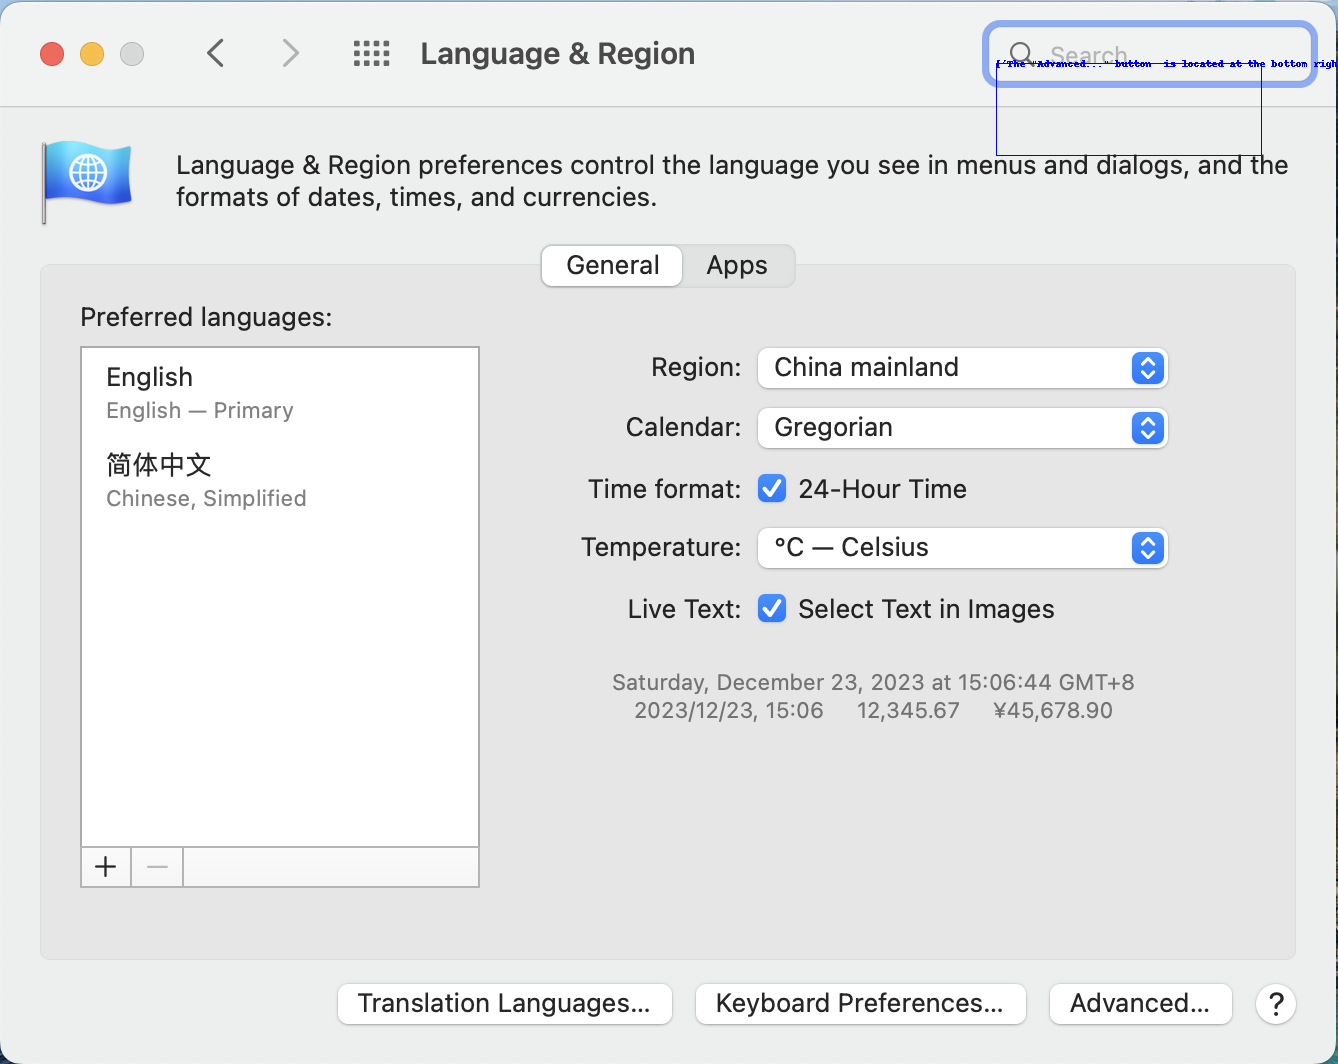 Language & Region
Search
['The "Advanced..." button  is located at the bottom righ
Language & Region preferences control the language you see in menus and dialogs, and the
formats of dates, times, and currencies.
General
Apps
Preferred languages:
English
English — Primary
简体中文
Chinese, Simplified
Region: China mainland
Calendar: Gregorian
Time format: 24-Hour Time
Temperature: °C — Celsius
Live Text: Select Text in Images
Saturday, December 23, 2023 at 15:06:44 GMT+8
2023/12/23, 15:06 12,345.67 ¥45,678.90
Translation Languages...
Keyboard Preferences...
Advanced...
?